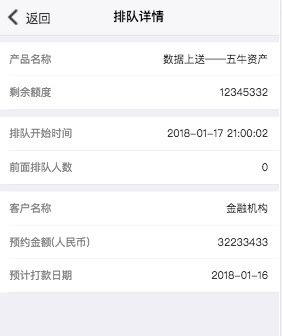 返回 排队详情
产品名称 数据上送——五牛资产
剩余额度 12345332
排队开始时间 2018-01-17 21:00:02
前面排队人数 0
客户名称 金融机构
预约金额(人民币) 32233433
预计打款日期 2018-01-16